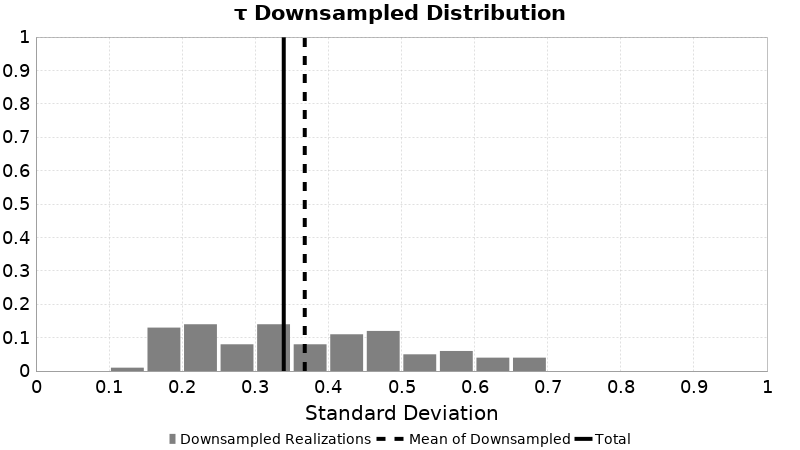 τ Downsampled Distribution
1
0.9
0.8
0.7
0.6
0.5
0.4
0.3
0.2
0.1
0
0 0.1 0.2 0.3 0.4 0.5 0.6 0.7 0.8 0.9 1
Standard Deviation
Downsampled Realizations Mean of Downsampled Total